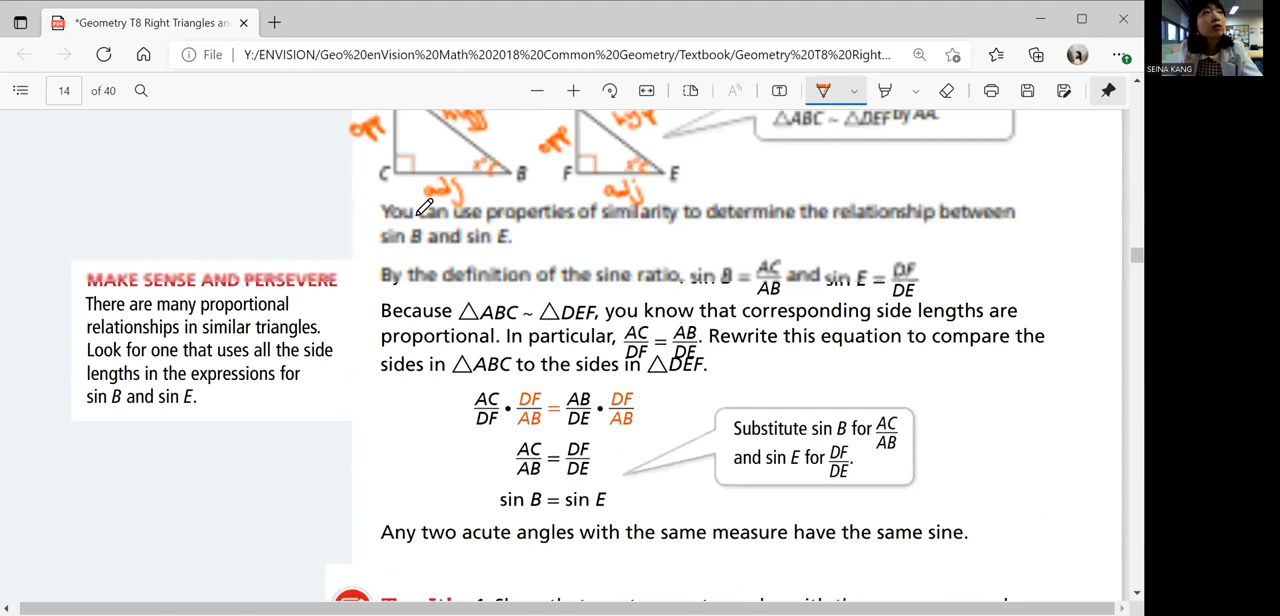 *Geometry T8 Right Triangles and
File Y:/ENVISION/Geo%20enVision%20Math%202018%20Common%20Geometry/Textbook/Geometry%20T8%20Right...
14 of 40
SEINA KANG
opp hyp opp hyp
△ABC ~ △DEF by AA.
C x° B F x° E
adj adj
You can use properties of similarity to determine the relationship between
sin B and sin E.
By the definition of the sine ratio, sin B = AC/AB and sin E = DF/DE
MAKE SENSE AND PERSEVERE
There are many proportional
relationships in similar triangles.
Look for one that uses all the side
lengths in the expressions for
sin B and sin E.
Because △ABC ~ △DEF, you know that corresponding side lengths are
proportional. In particular, AC/DF = AB/DE. Rewrite this equation to compare the
sides in △ABC to the sides in △DEF.
AC/DF • DF/AB = AB/DE • DF/AB
AC/AB = DF/DE
sin B = sin E
Substitute sin B for AC/AB
and sin E for DF/DE.
Any two acute angles with the same measure have the same sine.